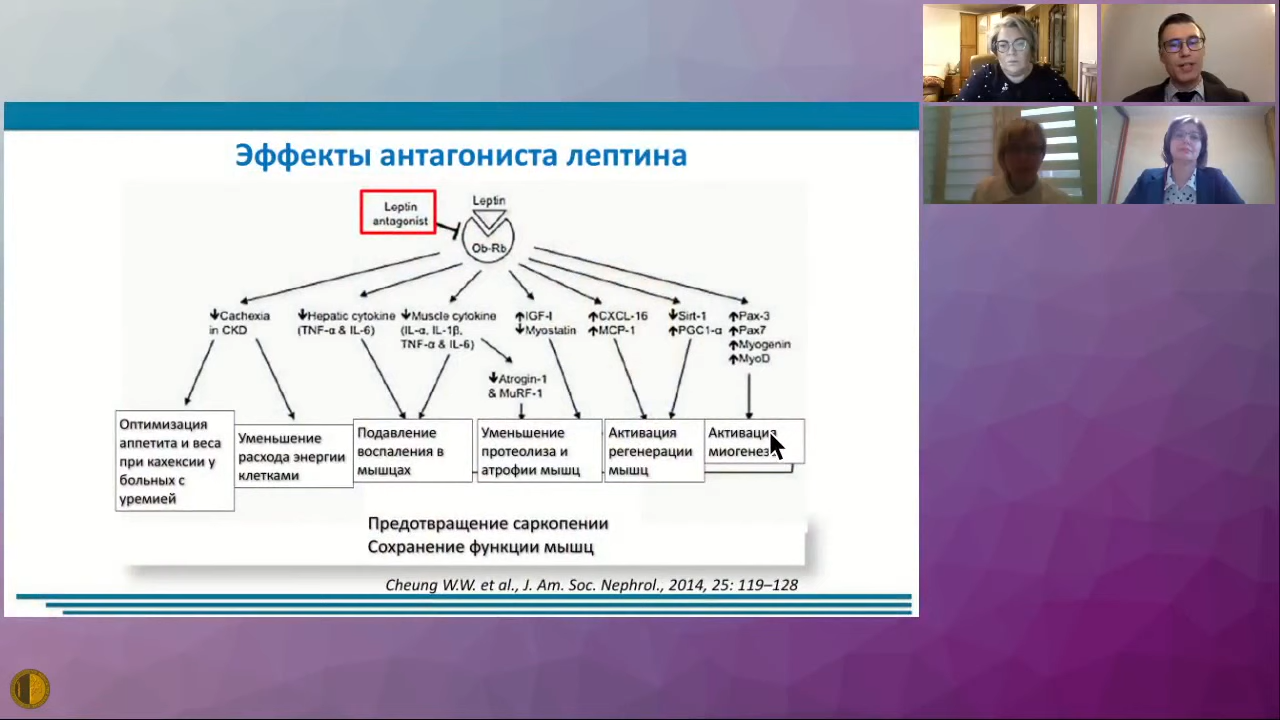 Эффекты антагониста лептина
Leptin
antagonist
Leptin
Ob-Rb
↓Cachexia
in CKD
↓Hepatic cytokine
(TNF-α & IL-6)
↓Muscle cytokine
(IL-α, IL-1β,
TNF-α & IL-6)
↑IGF-I
↓Myostatin
↑CXCL-16
↑MCP-1
↓Sirt-1
↑PGC1-α
↑Pax-3
↑Pax7
↑Myogenin
↑MyoD
↓Atrogin-1
& MuRF-1
Оптимизация
аппетита и веса
при кахексии у
больных с
уремией
Уменьшение
расхода энергии
клетками
Подавление
воспаления в
мышцах
Уменьшение
протеолиза и
атрофии мышц
Активация
регенерации
мышц
Активация
миогенеза
Предотвращение саркопении
Сохранение функции мышц
Cheung W.W. et al., J. Am. Soc. Nephrol., 2014, 25: 119–128